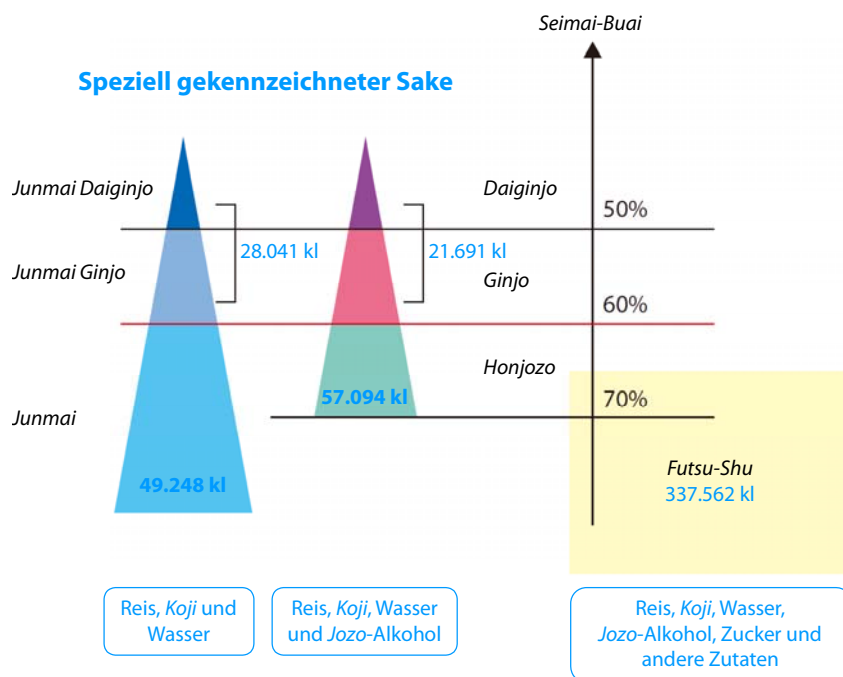 Seimai-Buai
Speziell gekennzeichneter Sake
Junmai Daiginjo
Daiginjo
50%
28.041 kl
21.691 kl
Junmai Ginjo
Ginjo
60%
Honjozo
57.094 kl
70%
Junmai
Futsu-Shu
49.248 kl
337.562 kl
Reis, Koji und
Wasser
Reis, Koji, Wasser
und Jozo-Alkohol
Reis, Koji, Wasser,
Jozo-Alkohol, Zucker und
andere Zutaten